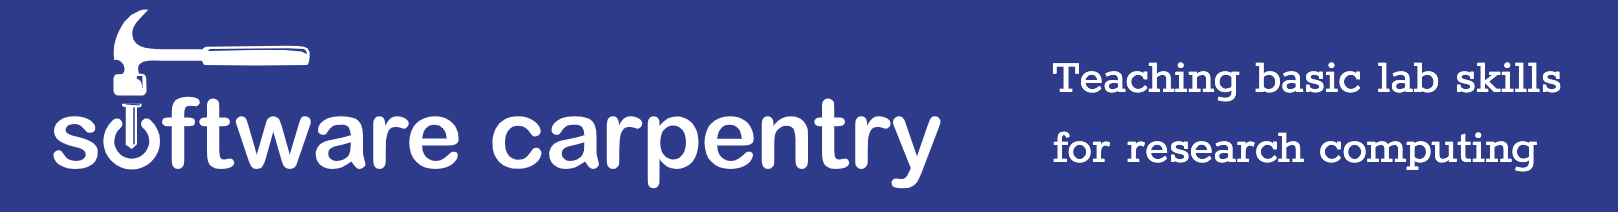 software carpentry
Teaching basic lab skills
for research computing